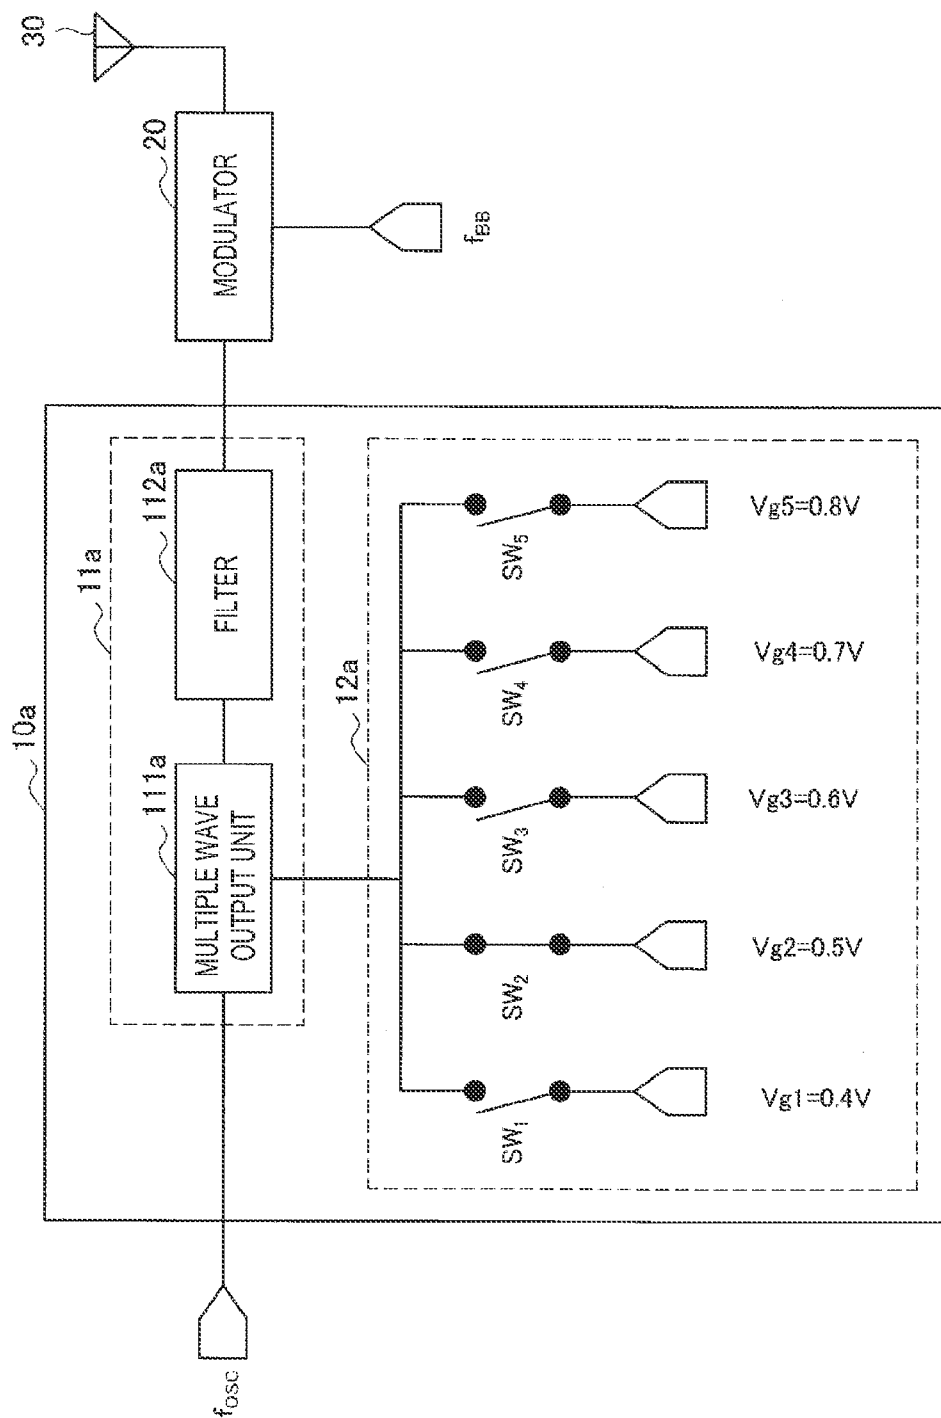 10a
11a
111a
112a
20
30
MULTIPLE WAVE
OUTPUT UNIT
FILTER
MODULATOR
fOSC
fBB
12a
SW1
SW2
SW3
SW4
SW5
Vg1=0.4V
Vg2=0.5V
Vg3=0.6V
Vg4=0.7V
Vg5=0.8V